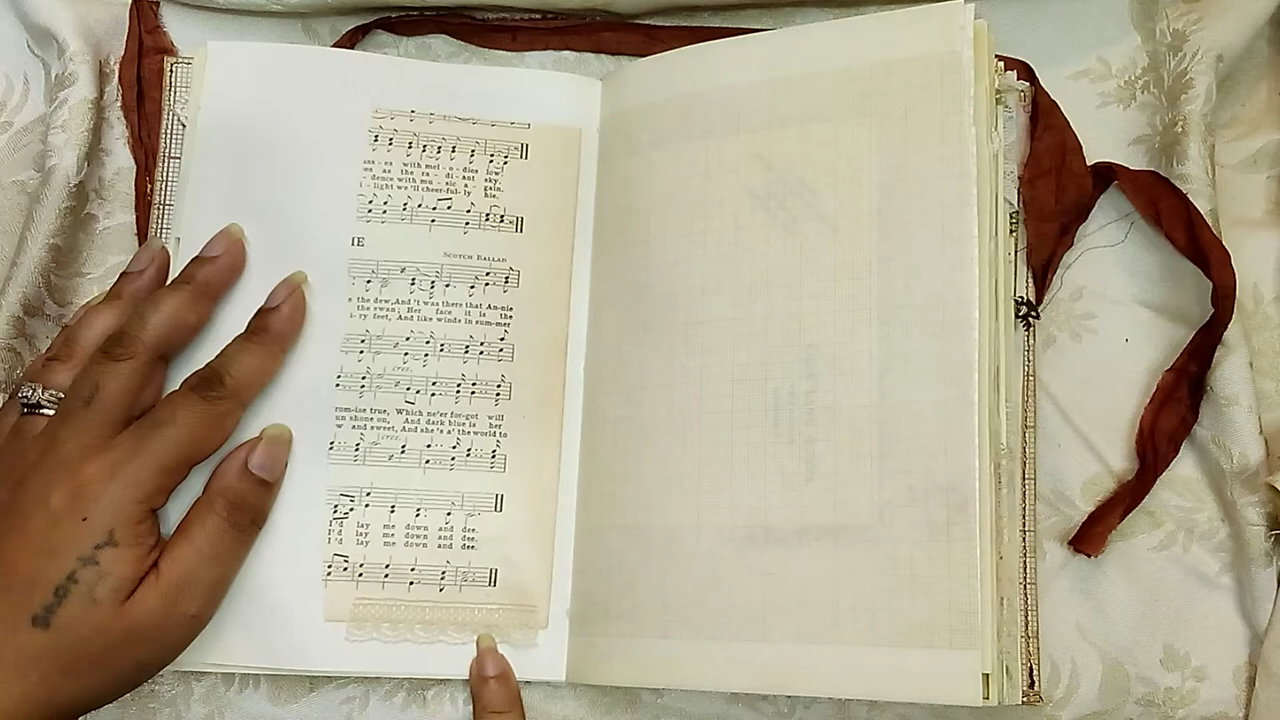 with mel-o-dies low
as the ra-di-ant sky.
dence with mu-sic a-gain.
light we'll cheer-ful-ly hie.
IE
SCOTCH BALLAD
the dew, And 't was there that An-nie
the swan; Her face it is the
i-ry feet, And like winds in sum-mer
cres.
rom-ise true, Which ne'er for-got will
un shone on, And dark blue is her
w and sweet, And she's a' the world to
cres.
I'd lay me down and dee.
I'd lay me down and dee.
I'd lay me down and dee.